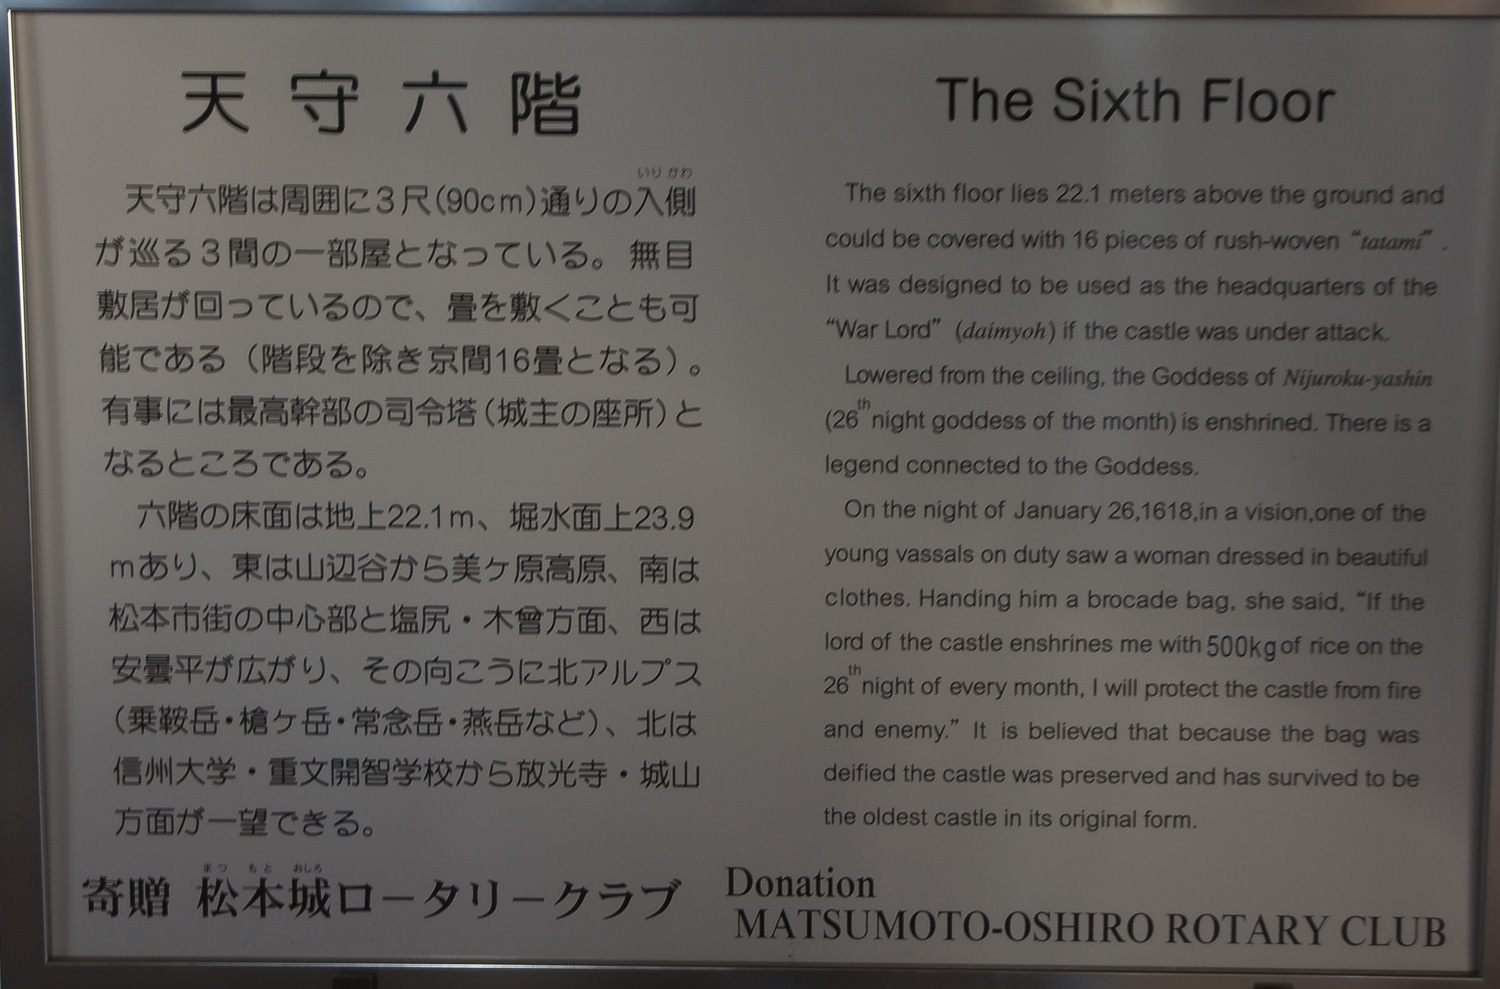 天守六階
いりかわ
天守六階は周囲に3尺(90cm)通りの入側
が巡る3間の一部屋となっている。無目
敷居が回っているので、畳を敷くことも可
能である（階段を除き京間16畳となる）。
有事には最高幹部の司令塔（城主の座所）と
なるところである。
六階の床面は地上22.1m、堀水面上23.9
mあり、東は山辺谷から美ヶ原高原、南は
松本市街の中心部と塩尻・木曾方面、西は
安曇平が広がり、その向こうに北アルプス
（乗鞍岳・槍ヶ岳・常念岳・燕岳など）、北は
信州大学・重文開智学校から放光寺・城山
方面が一望できる。
まつ もと おしろ
寄贈 松本城ロータリークラブ
The Sixth Floor
The sixth floor lies 22.1 meters above the ground and
could be covered with 16 pieces of rush-woven “tatami”.
It was designed to be used as the headquarters of the
“War Lord” (daimyoh) if the castle was under attack.
Lowered from the ceiling, the Goddess of Nijuroku-yashin
(26th night goddess of the month) is enshrined. There is a
legend connected to the Goddess.
On the night of January 26,1618,in a vision,one of the
young vassals on duty saw a woman dressed in beautiful
clothes. Handing him a brocade bag, she said, “If the
lord of the castle enshrines me with 500kg of rice on the
26th night of every month, I will protect the castle from fire
and enemy.” It is believed that because the bag was
deified the castle was preserved and has survived to be
the oldest castle in its original form.
Donation
MATSUMOTO-OSHIRO ROTARY CLUB